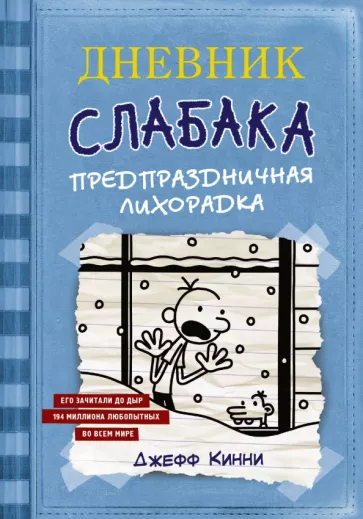 ДНЕВНИК
СЛАБАКА
ПРЕДПРАЗДНИЧНАЯ
ЛИХОРАДКА
ЕГО ЗАЧИТАЛИ ДО ДЫР
194 МИЛЛИОНА ЛЮБОПЫТНЫХ
ВО ВСЕМ МИРЕ
ДЖЕФФ КИННИ